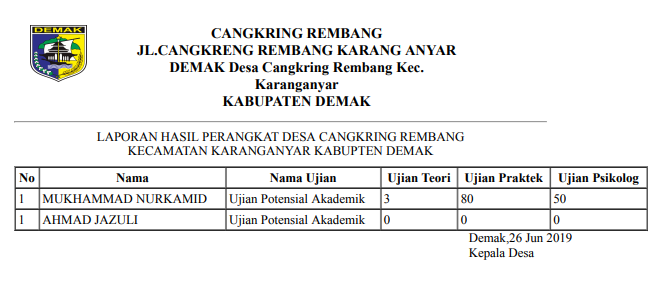 DEMAK
CANGKRING REMBANG
JL.CANGKRENG REMBANG KARANG ANYAR
DEMAK Desa Cangkring Rembang Kec.
Karanganyar
KABUPATEN DEMAK
LAPORAN HASIL PERANGKAT DESA CANGKRING REMBANG
KECAMATAN KARANGANYAR KABUPTEN DEMAK
No Nama Nama Ujian Ujian Teori Ujian Praktek Ujian Psikolog
1 MUKHAMMAD NURKAMID Ujian Potensial Akademik 3 80 50
1 AHMAD JAZULI Ujian Potensial Akademik 0 0 0
Demak,26 Jun 2019
Kepala Desa